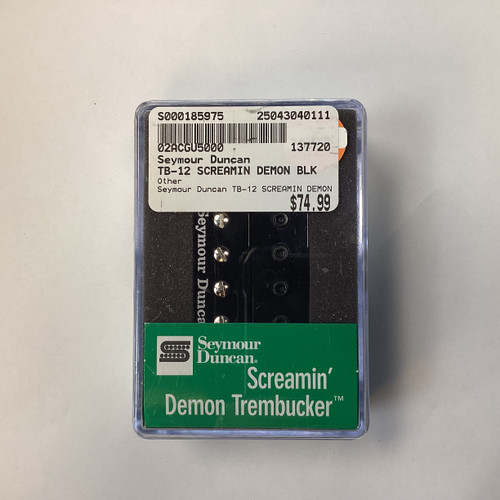 S000185975 25043040111
02ACGU5000 137720
Seymour Duncan
TB-12 SCREAMIN DEMON BLK
Other
Seymour Duncan TB-12 SCREAMIN DEMON
$74.99
Seymour Duncan
Seymour
Duncan®
Screamin'
Demon Trembucker™